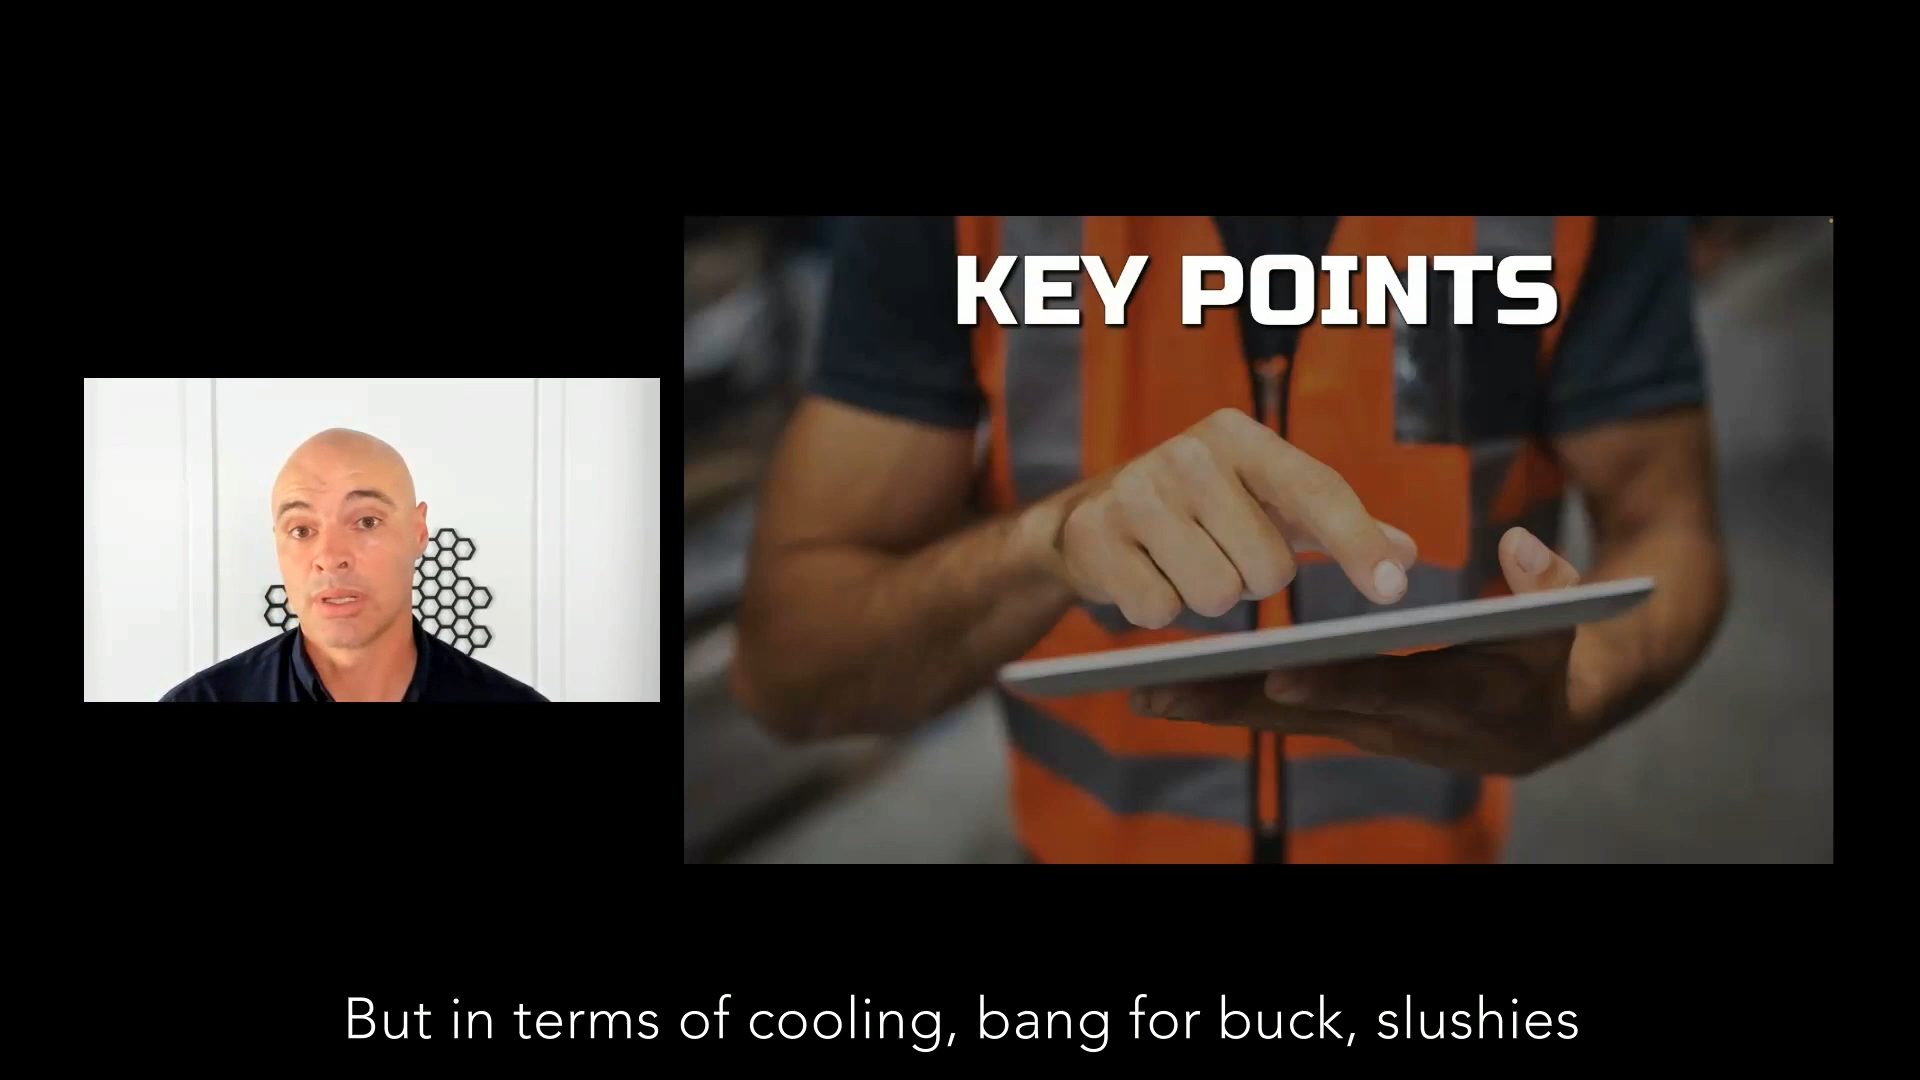 KEY POINTS
But in terms of cooling, bang for buck, slushies